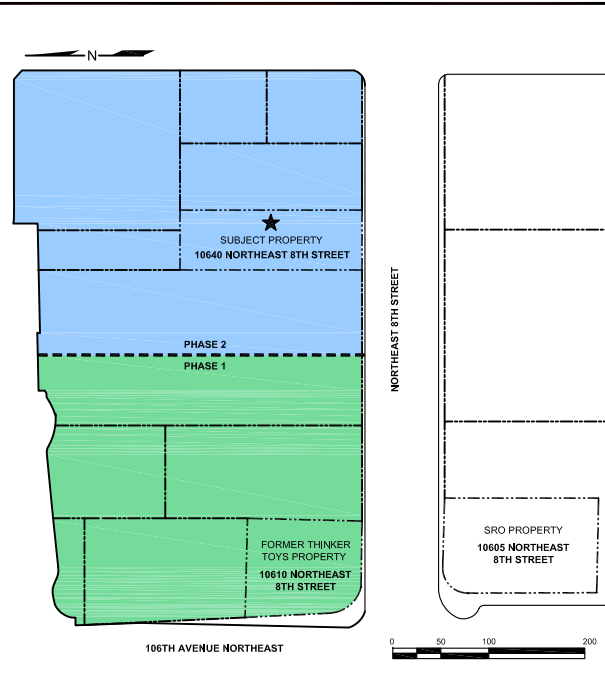 N
SUBJECT PROPERTY
10640 NORTHEAST 8TH STREET
PHASE 2
PHASE 1
FORMER THINKER
TOYS PROPERTY
10610 NORTHEAST
8TH STREET
106TH AVENUE NORTHEAST
NORTHEAST 8TH STREET
SRO PROPERTY
10605 NORTHEAST
8TH STREET
0 50 100 200